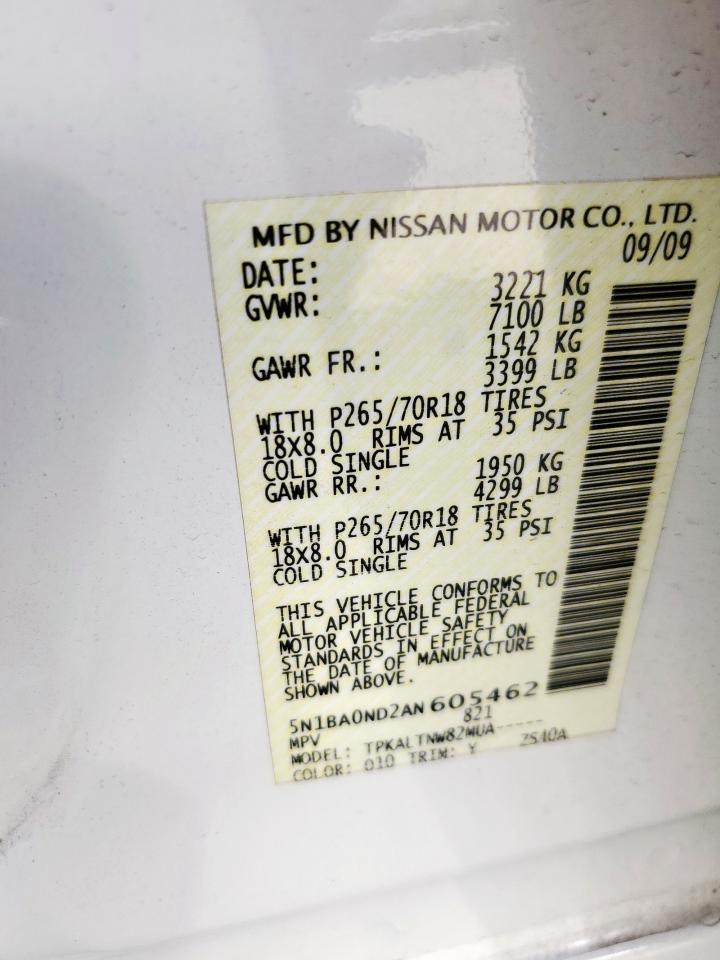 MFD BY NISSAN MOTOR CO., LTD.
DATE: 09/09
GVWR: 3221 KG
7100 LB
GAWR FR.: 1542 KG
3399 LB
WITH P265/70R18 TIRES
18X8.0 RIMS AT 35 PSI
COLD SINGLE
GAWR RR.: 1950 KG
4299 LB
WITH P265/70R18 TIRES
18X8.0 RIMS AT 35 PSI
COLD SINGLE
THIS VEHICLE CONFORMS TO
ALL APPLICABLE FEDERAL
MOTOR VEHICLE SAFETY
STANDARDS IN EFFECT ON
THE DATE OF MANUFACTURE
SHOWN ABOVE.
5N1BA0ND2AN605462
MPV 821
MODEL: TPKALTNW82MUA-----
COLOR: 010 TRIM: Y ZS40A